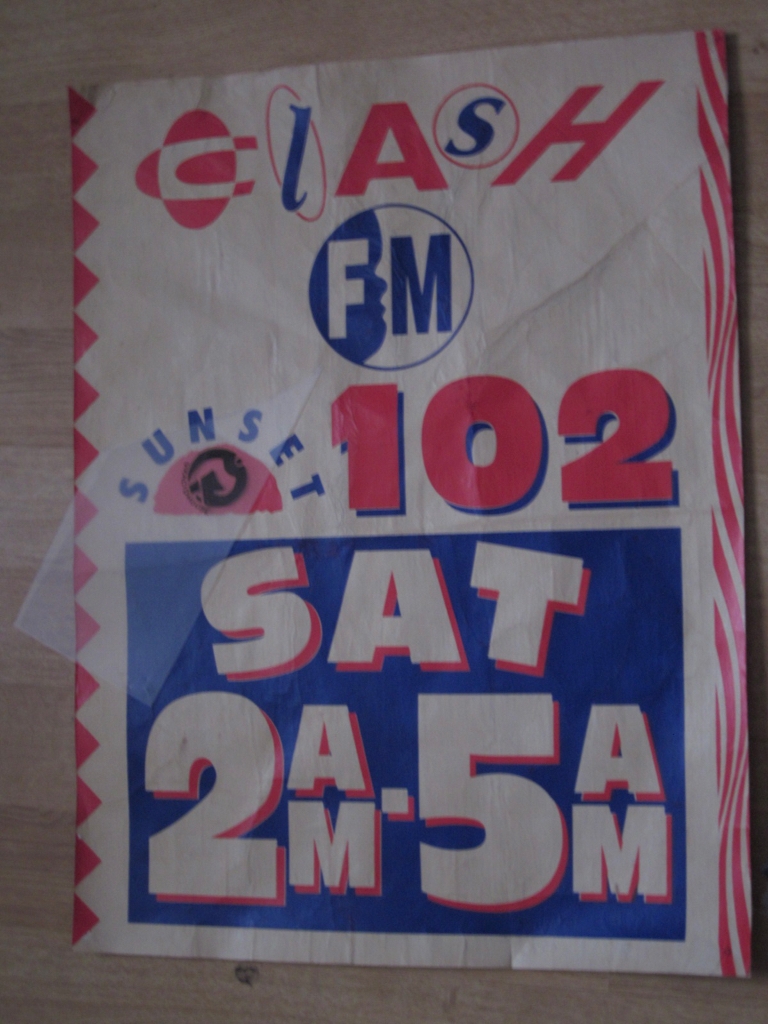 ClASH
FM
SUNSET 102
SAT
2AM-5AM